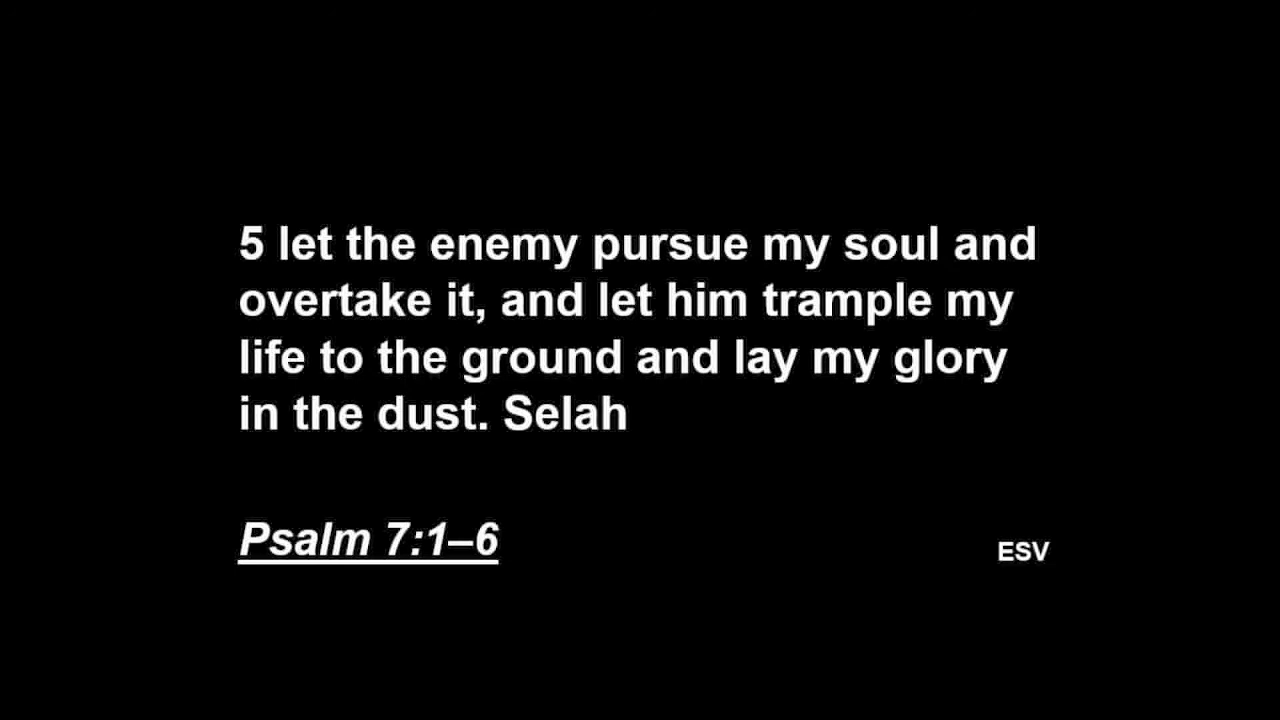 5 let the enemy pursue my soul and
overtake it, and let him trample my
life to the ground and lay my glory
in the dust. Selah
Psalm 7:1–6
ESV